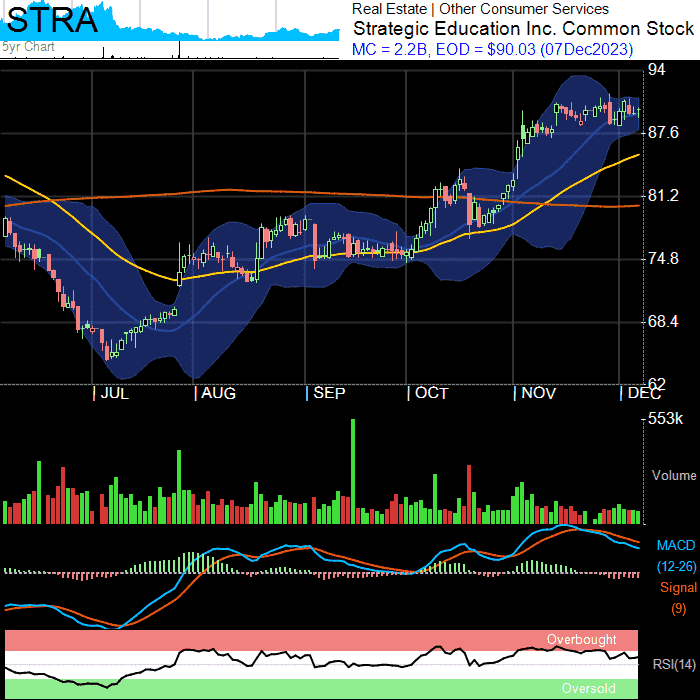 STRA
5yr Chart
Real Estate | Other Consumer Services
Strategic Education Inc. Common Stock
MC = 2.2B, EOD = $90.03 (07Dec2023)
94
87.6
81.2
74.8
68.4
62
| JUL | AUG | SEP | OCT | NOV | DEC
553k
Volume
MACD
(12-26)
Signal
(9)
Overbought
RSI(14)
Oversold